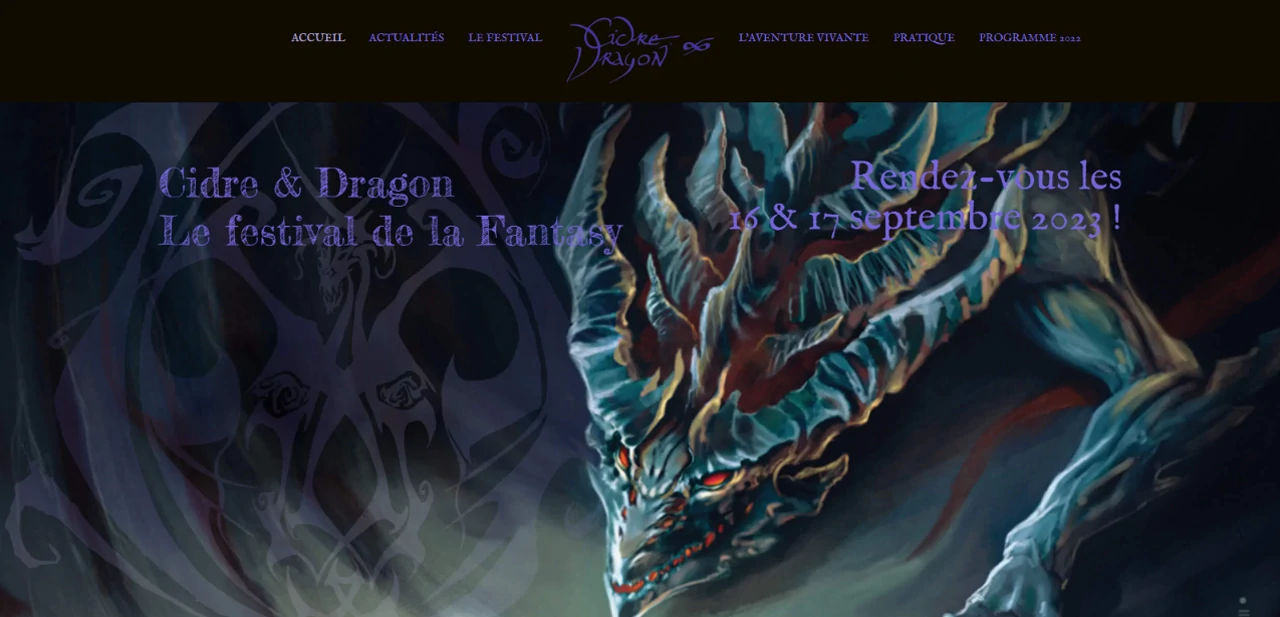 ACCUEIL
ACTUALITÉS
LE FESTIVAL
Cidre
Dragon
L'AVENTURE VIVANTE
PRATIQUE
PROGRAMME 2022
Cidre & Dragon
Le festival de la Fantasy
Rendez-vous les
16 & 17 septembre 2023 !